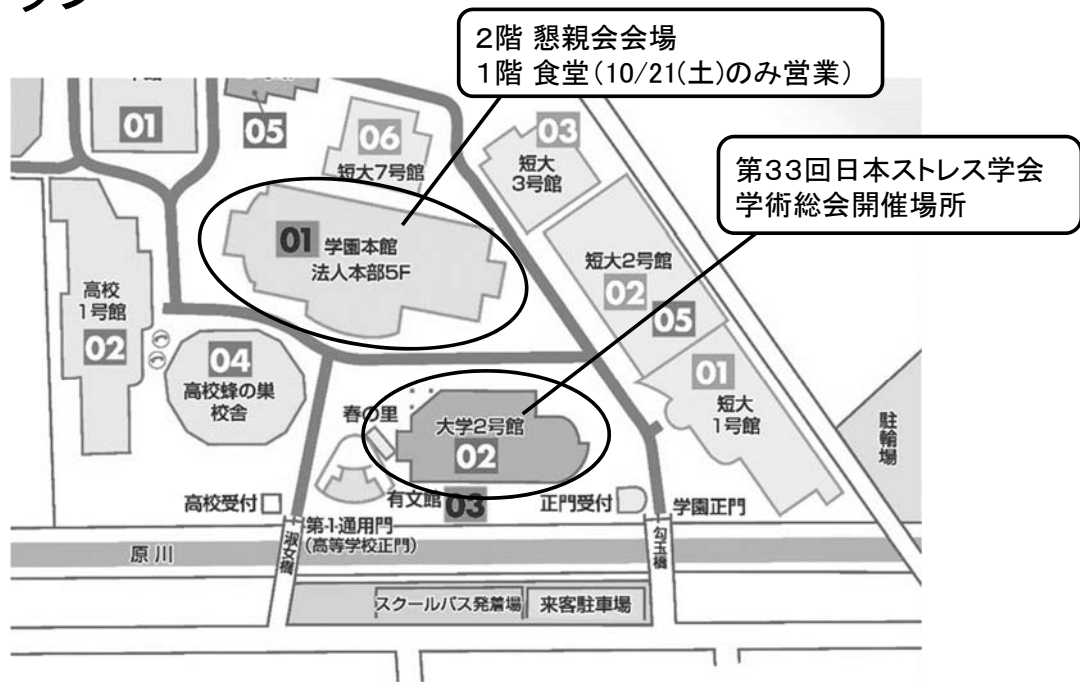 2階 懇親会会場
1階 食堂(10/21(土)のみ営業)
第33回日本ストレス学会
学術総会開催場所
01
05
06
短大7号館
03
短大
3号館
01 学園本館
法人本部5F
短大2号館
02
05
高校
1号館
02
04
高校蜂の巣
校舎
01
短大
1号館
駐輪場
春の里
大学2号館
02
有文館 03
高校受付
正門受付
学園正門
第1通用門
(高等学校正門)
淑女橋
勾玉橋
原川
スクールバス発着場
来客駐車場